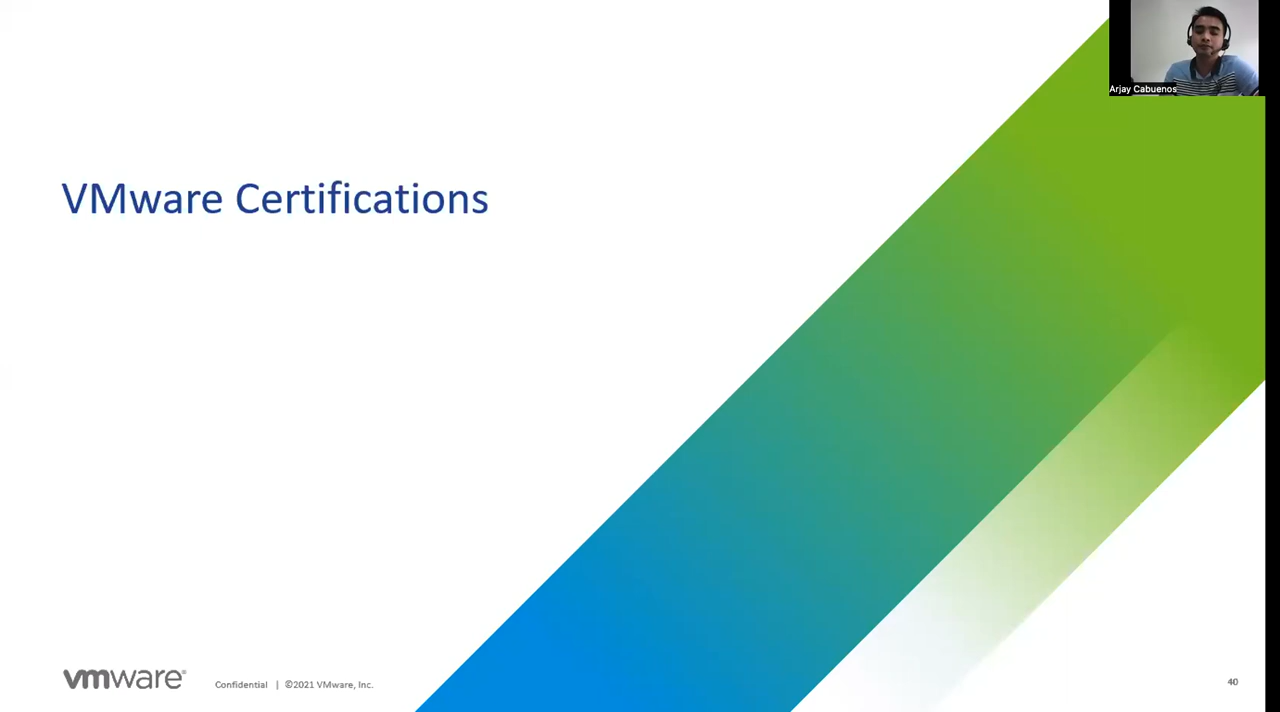 Arjay Cabuenos
VMware Certifications
vmware®
Confidential | ©2021 VMware, Inc.
40